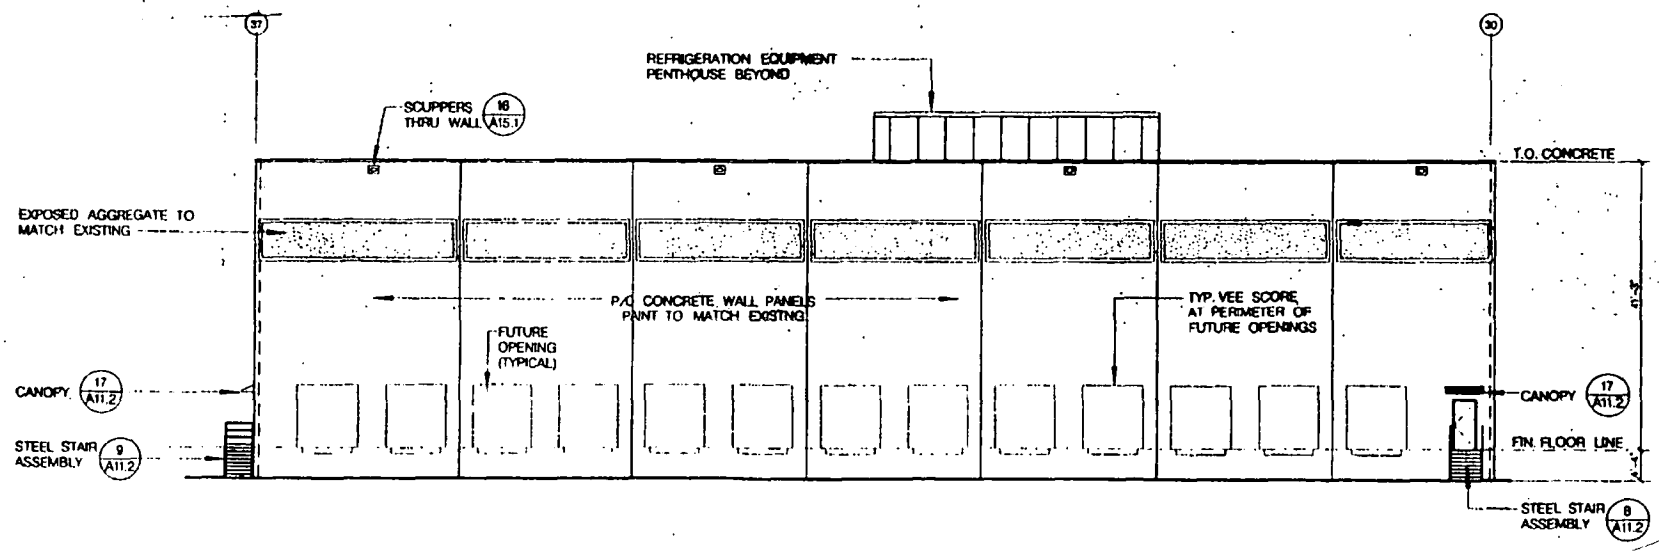 37
30
REFRIGERATION EQUIPMENT
PENTHOUSE BEYOND
SCUPPERS
THRU WALL
16
A15.1
T.O. CONCRETE
EXPOSED AGGREGATE TO
MATCH EXISTING
P/C CONCRETE WALL PANELS
PAINT TO MATCH EXISTNG
TYP. VEE SCORE
AT PERIMETER OF
FUTURE OPENINGS
FUTURE
OPENING
(TYPICAL)
CANOPY
17
A11.2
CANOPY
17
A11.2
STEEL STAIR
ASSEMBLY
9
A11.2
FIN. FLOOR LINE
4'-4"
STEEL STAIR
ASSEMBLY
8
A11.2